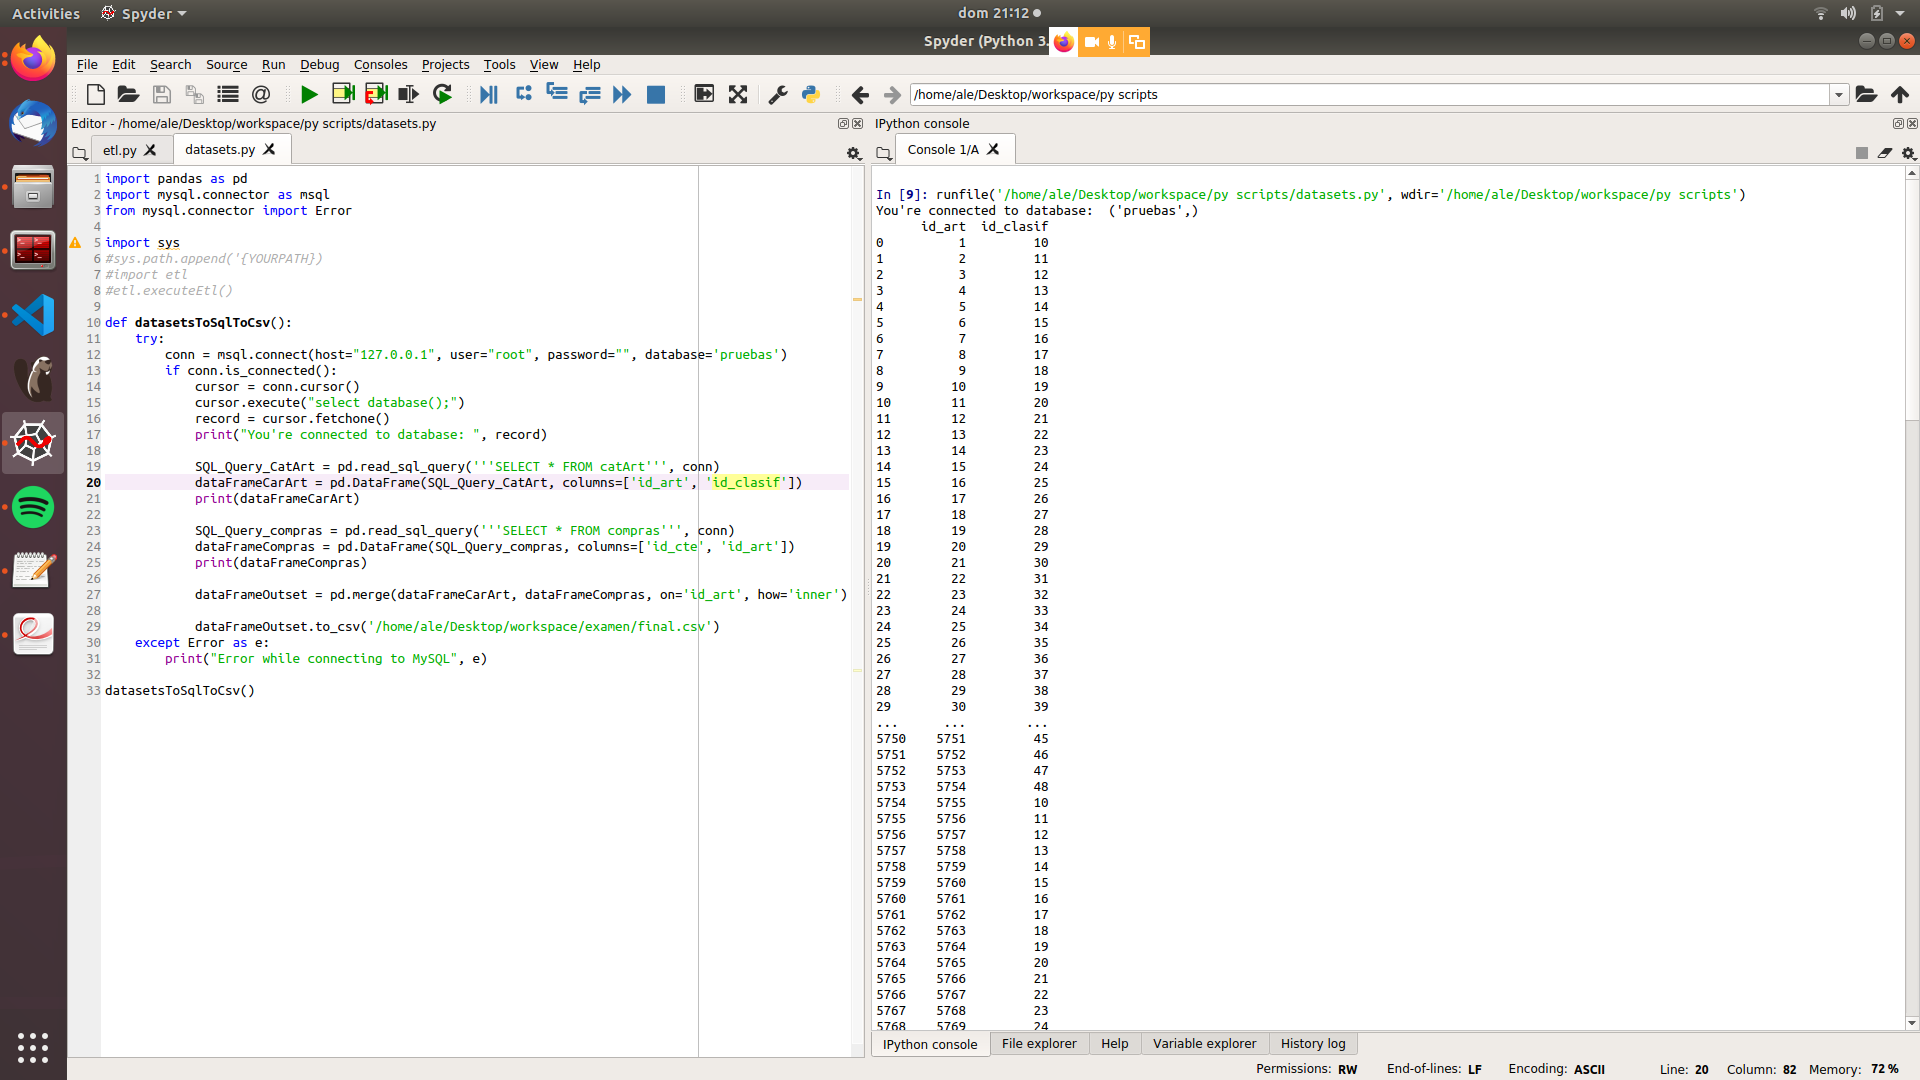 Activities
Spyder
dom 21:12
Spyder (Python 3.
File Edit Search Source Run Debug Consoles Projects Tools View Help
/home/ale/Desktop/workspace/py scripts
Editor - /home/ale/Desktop/workspace/py scripts/datasets.py
etl.py
datasets.py
1 import pandas as pd
2 import mysql.connector as msql
3 from mysql.connector import Error
4
5 import sys
6 #sys.path.append('{YOURPATH})
7 #import etl
8 #etl.executeEtl()
9
10 def datasetsToSqlToCsv():
11     try:
12         conn = msql.connect(host="127.0.0.1", user="root", password="", database='pruebas')
13         if conn.is_connected():
14             cursor = conn.cursor()
15             cursor.execute("select database();")
16             record = cursor.fetchone()
17             print("You're connected to database: ", record)
18
19             SQL_Query_CatArt = pd.read_sql_query('''SELECT * FROM catArt''', conn)
20             dataFrameCarArt = pd.DataFrame(SQL_Query_CatArt, columns=['id_art', 'id_clasif'])
21             print(dataFrameCarArt)
22
23             SQL_Query_compras = pd.read_sql_query('''SELECT * FROM compras''', conn)
24             dataFrameCompras = pd.DataFrame(SQL_Query_compras, columns=['id_cte', 'id_art'])
25             print(dataFrameCompras)
26
27             dataFrameOutset = pd.merge(dataFrameCarArt, dataFrameCompras, on='id_art', how='inner')
28
29             dataFrameOutset.to_csv('/home/ale/Desktop/workspace/examen/final.csv')
30     except Error as e:
31         print("Error while connecting to MySQL", e)
32
33 datasetsToSqlToCsv()
IPython console
Console 1/A
In [9]: runfile('/home/ale/Desktop/workspace/py scripts/datasets.py', wdir='/home/ale/Desktop/workspace/py scripts')
You're connected to database:  ('pruebas',)
id_art id_clasif
0 1 10
1 2 11
2 3 12
3 4 13
4 5 14
5 6 15
6 7 16
7 8 17
8 9 18
9 10 19
10 11 20
11 12 21
12 13 22
13 14 23
14 15 24
15 16 25
16 17 26
17 18 27
18 19 28
19 20 29
20 21 30
21 22 31
22 23 32
23 24 33
24 25 34
25 26 35
26 27 36
27 28 37
28 29 38
29 30 39
... ... ...
5750 5751 45
5751 5752 46
5752 5753 47
5753 5754 48
5754 5755 10
5755 5756 11
5756 5757 12
5757 5758 13
5758 5759 14
5759 5760 15
5760 5761 16
5761 5762 17
5762 5763 18
5763 5764 19
5764 5765 20
5765 5766 21
5766 5767 22
5767 5768 23
5768 5769 24
IPython console File explorer Help Variable explorer History log
Permissions: RW End-of-lines: LF Encoding: ASCII Line: 20 Column: 82 Memory: 72 %